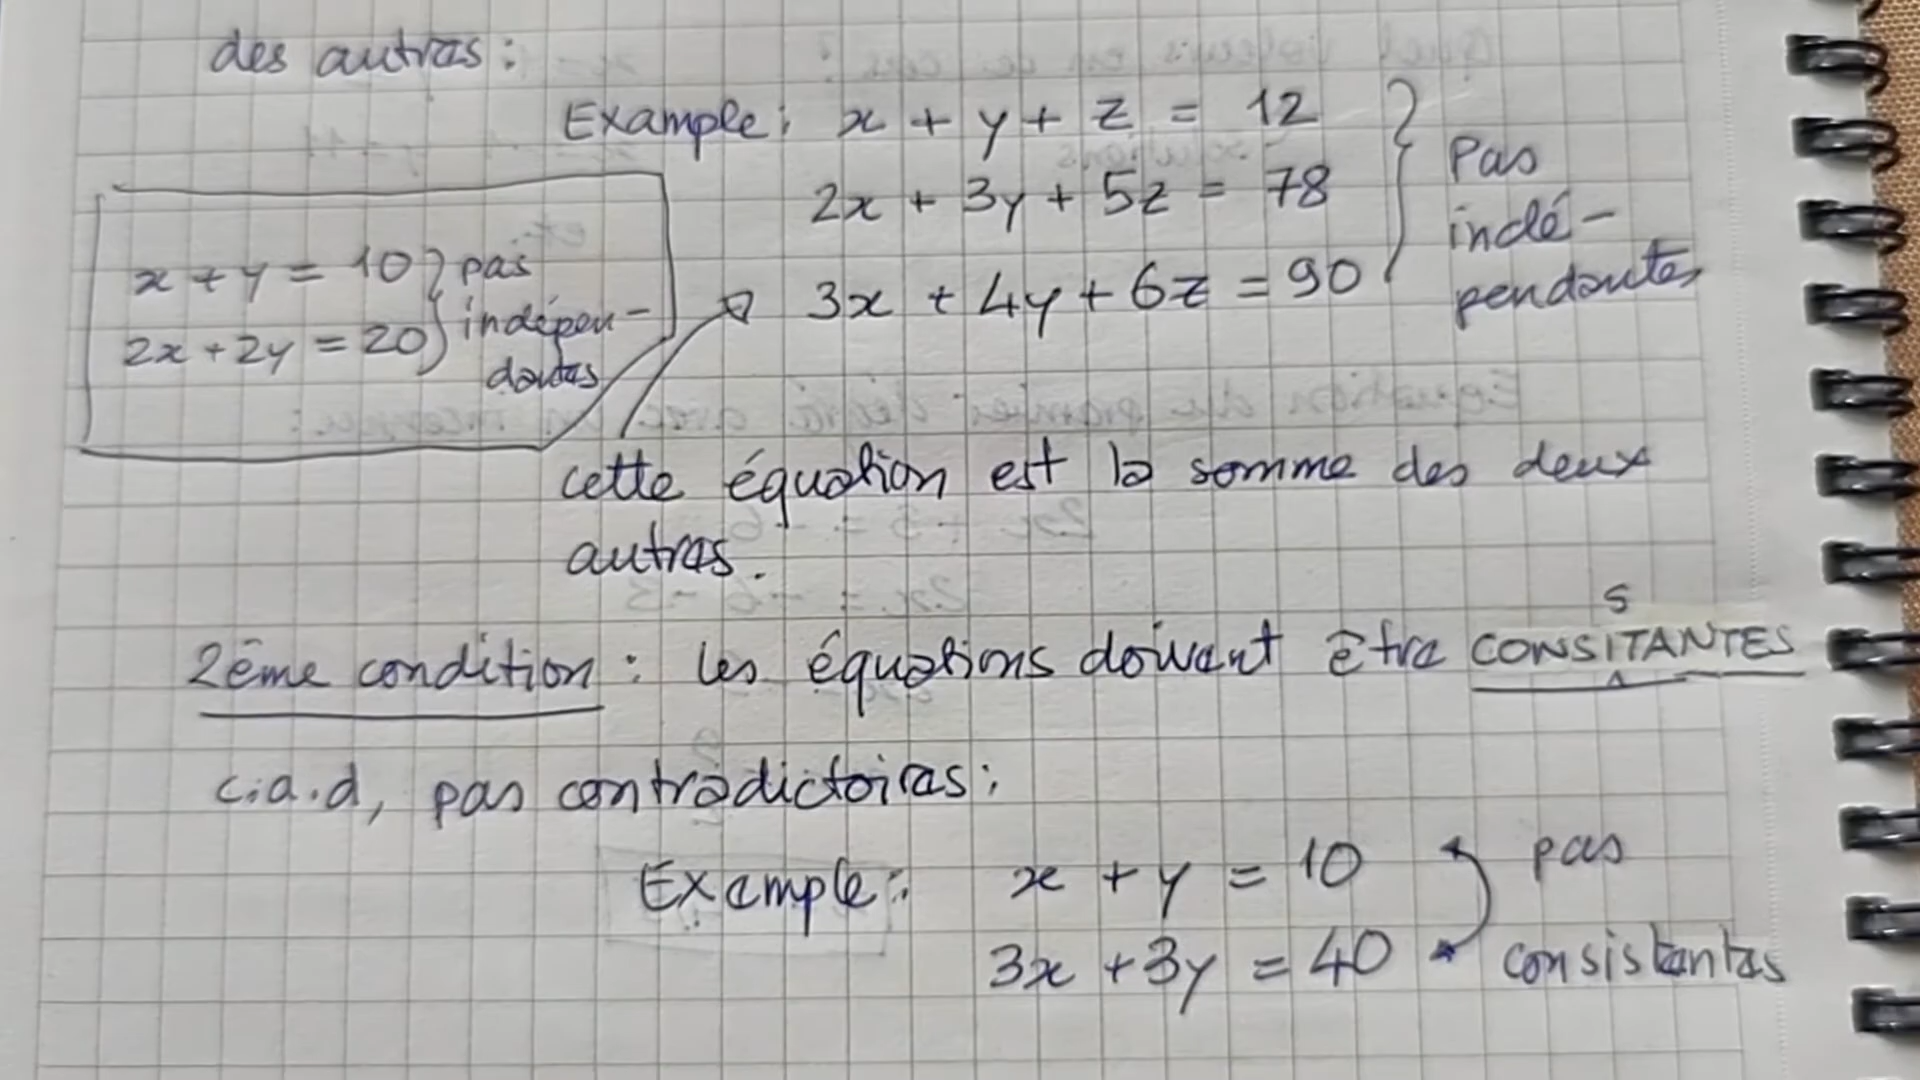 des autres :
Example : x + y + z = 12
2x + 3y + 5z = 78
3x + 4y + 6z = 90
Pas
indé-
pendantes
x + y = 10 } pas
2x + 2y = 20 } indépen-
dantes
cette équation est la somme des deux
autres.
2ème condition : les équations doivent être CONSISTANTES
c.a.d, pas contradictoires :
Example : x + y = 10 pas
3x + 3y = 40 consistantes